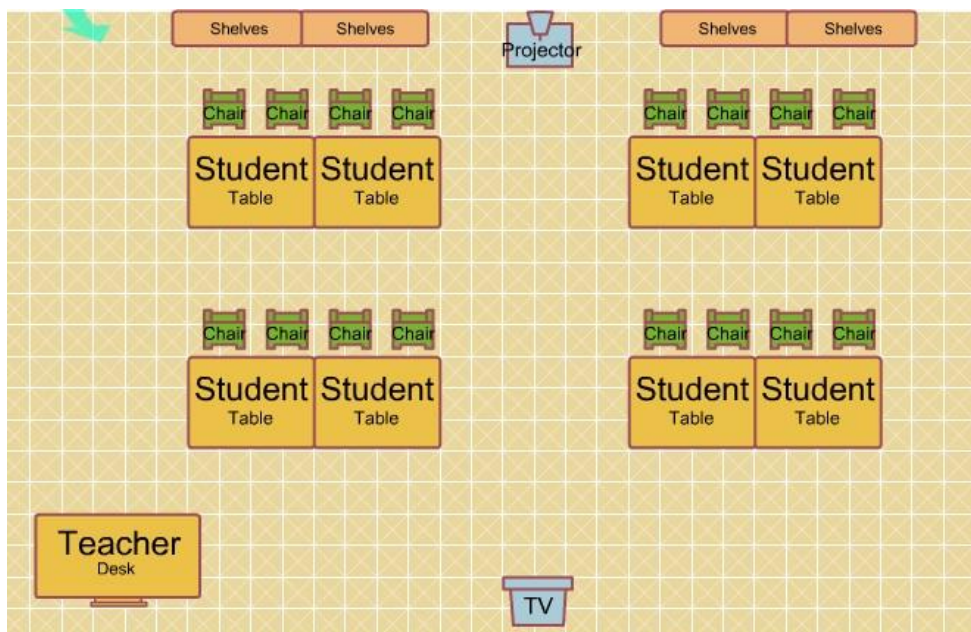 Shelves Shelves Projector Shelves Shelves
Chair Chair Chair Chair Chair Chair Chair Chair
Student Student Student Student
Table Table Table Table
Chair Chair Chair Chair Chair Chair Chair Chair
Student Student Student Student
Table Table Table Table
Teacher
Desk
TV